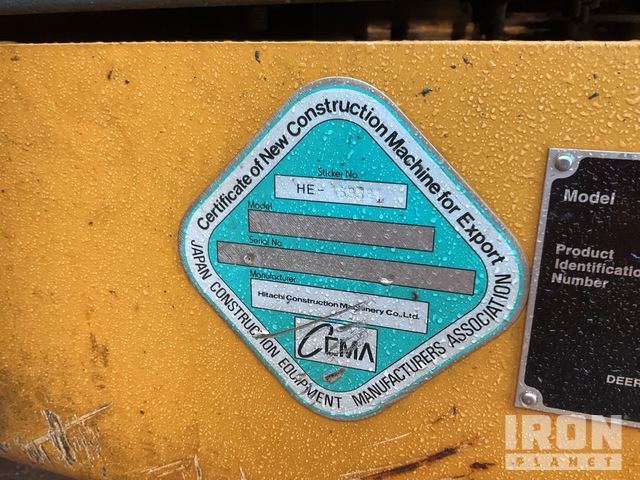 Certificate of New Construction Machine for Export
Sticker No.
HE-
Model
Serial No.
Manufacturer
Hitachi Construction Machinery Co., Ltd.
CEMA
JAPAN CONSTRUCTION EQUIPMENT MANUFACTURERS ASSOCIATION
Model
Product
Identification
Number
DEER
IRON
PLANET